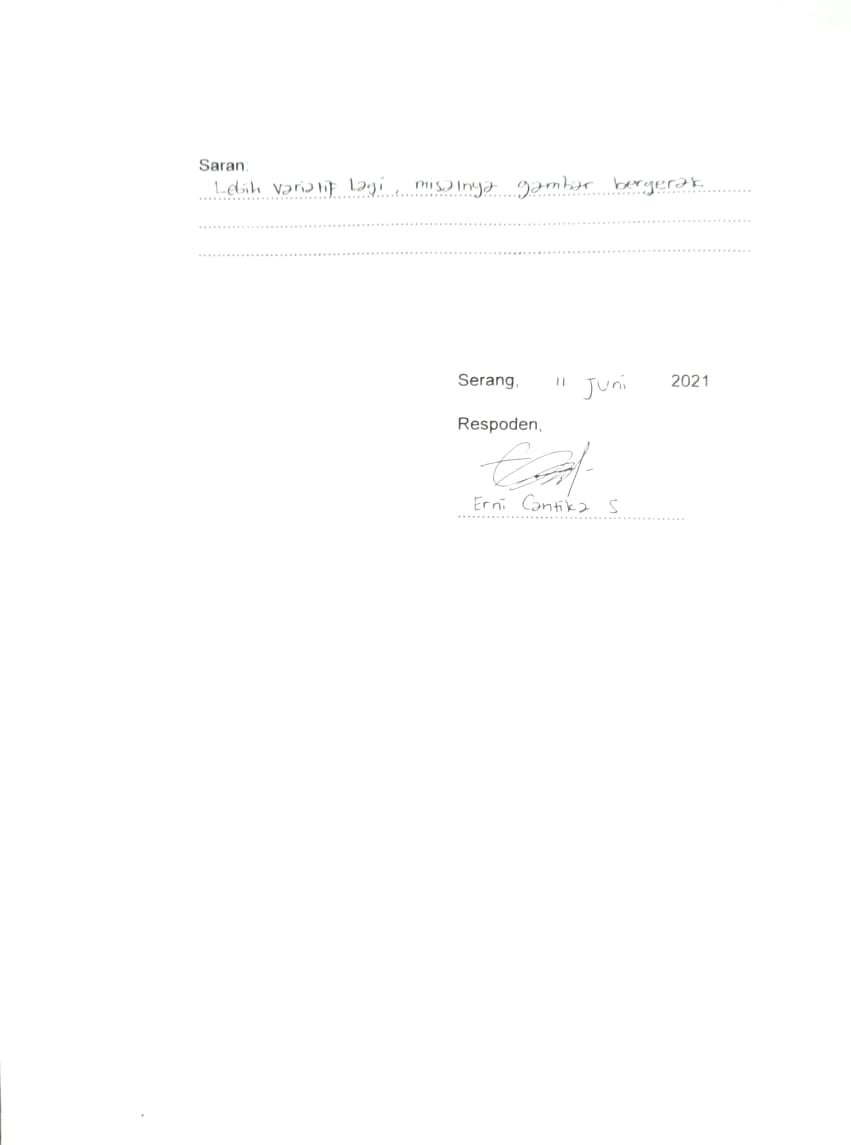 Saran:
Lebih variatif lagi, misalnya gambar bergerak
Serang, 11 Juni 2021
Respoden,
Erni Cantika S